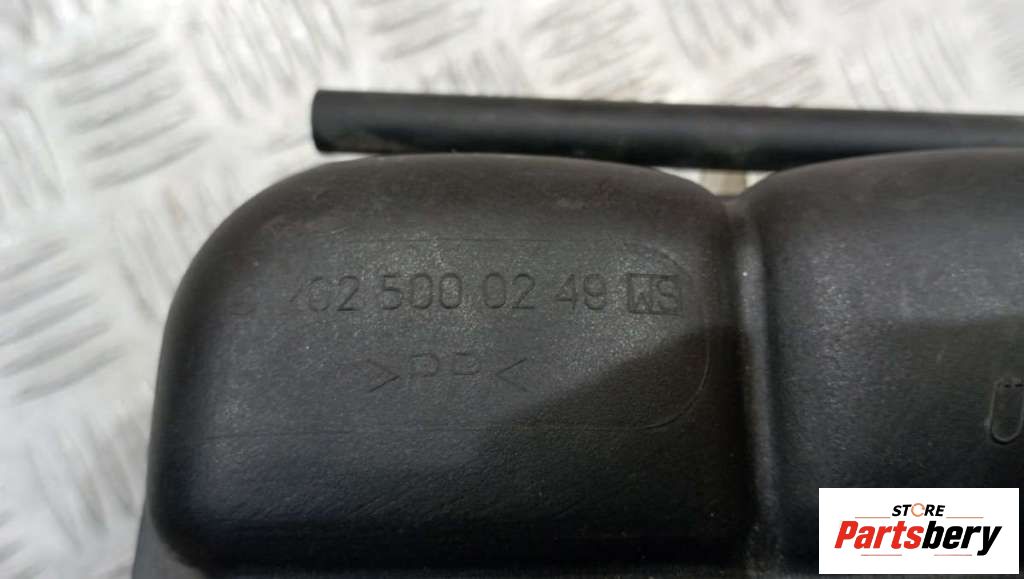 02 500 02 49 WS
>PP<
U
STORE
Partsbery